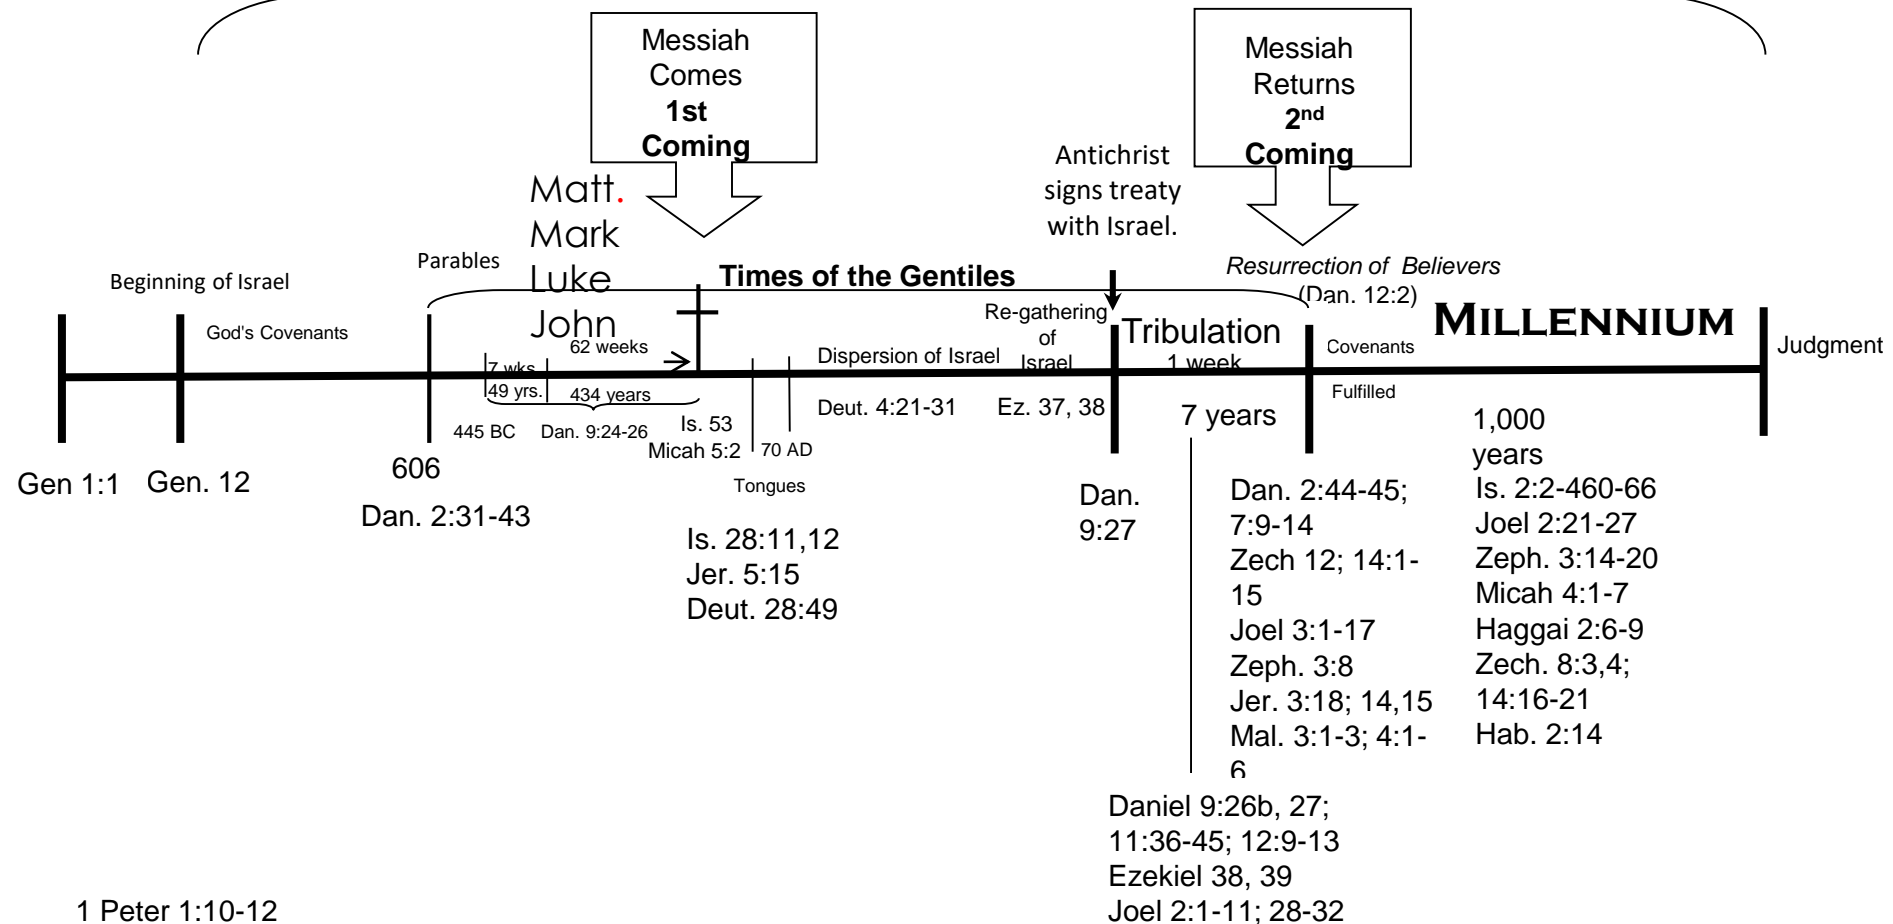 Messiah
Comes
1st
Coming
Messiah
Returns
2nd
Coming
Antichrist
signs treaty
with Israel.
Matt.
Mark
Luke
John
Parables
Beginning of Israel
God's Covenants
Times of the Gentiles
Resurrection of Believers
(Dan. 12:2)
Re-gathering
of
Israel
Tribulation
1 week
MILLENNIUM
Judgment
62 weeks
7 wks
49 yrs.
434 years
Dispersion of Israel
Covenants
Fulfilled
Deut. 4:21-31
Ez. 37, 38
7 years
445 BC
Dan. 9:24-26
Is. 53
Micah 5:2
70 AD
Tongues
Gen 1:1
Gen. 12
606
Dan. 2:31-43
Is. 28:11,12
Jer. 5:15
Deut. 28:49
Dan.
9:27
Dan. 2:44-45;
7:9-14
Zech 12; 14:1-
15
Joel 3:1-17
Zeph. 3:8
Jer. 3:18; 14,15
Mal. 3:1-3; 4:1-
6
1,000
years
Is. 2:2-460-66
Joel 2:21-27
Zeph. 3:14-20
Micah 4:1-7
Haggai 2:6-9
Zech. 8:3,4;
14:16-21
Hab. 2:14
Daniel 9:26b, 27;
11:36-45; 12:9-13
Ezekiel 38, 39
Joel 2:1-11; 28-32
1 Peter 1:10-12